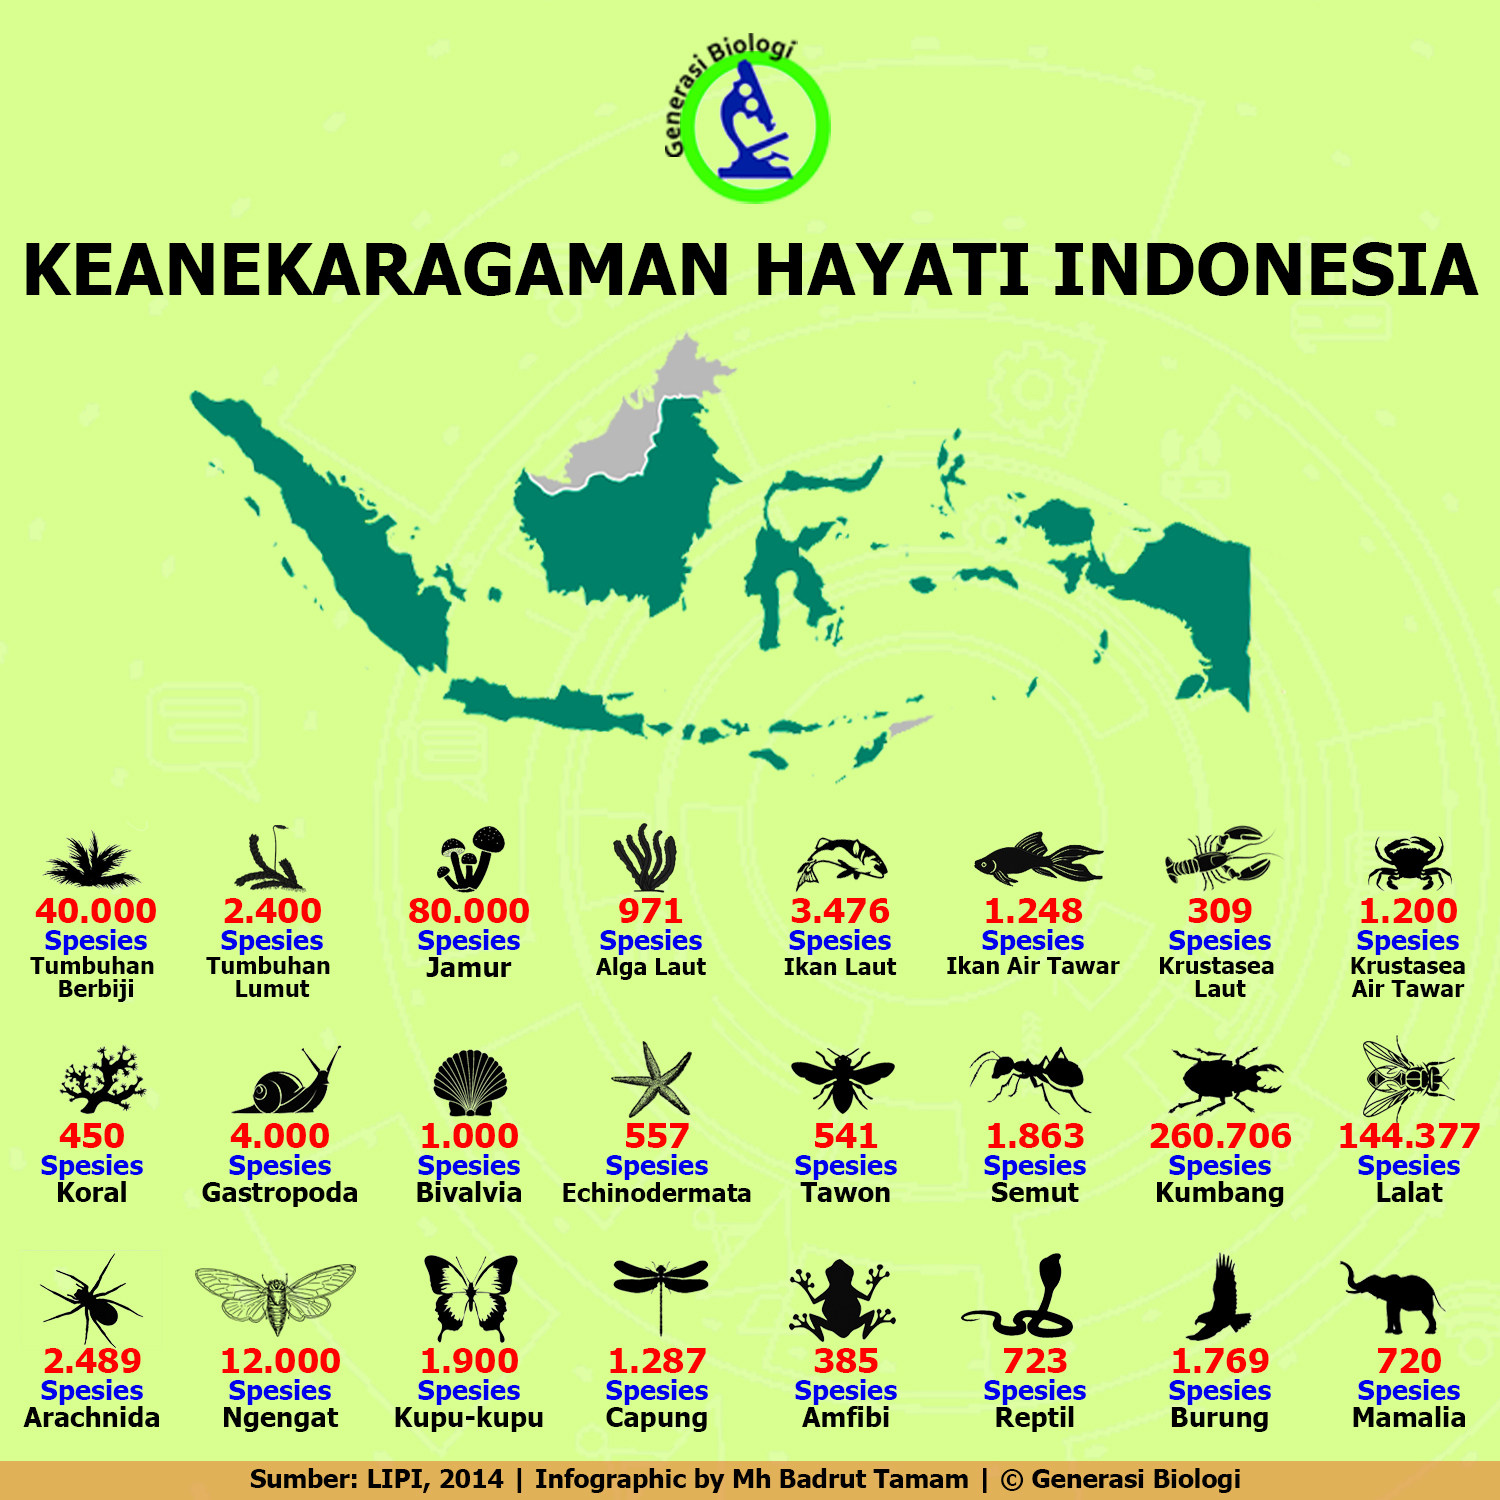 Generasi Biologi
KEANEKARAGAMAN HAYATI INDONESIA
40.000
Spesies
Tumbuhan
Berbiji
2.400
Spesies
Tumbuhan
Lumut
80.000
Spesies
Jamur
971
Spesies
Alga Laut
3.476
Spesies
Ikan Laut
1.248
Spesies
Ikan Air Tawar
309
Spesies
Krustasea
Laut
1.200
Spesies
Krustasea
Air Tawar
450
Spesies
Koral
4.000
Spesies
Gastropoda
1.000
Spesies
Bivalvia
557
Spesies
Echinodermata
541
Spesies
Tawon
1.863
Spesies
Semut
260.706
Spesies
Kumbang
144.377
Spesies
Lalat
2.489
Spesies
Arachnida
12.000
Spesies
Ngengat
1.900
Spesies
Kupu-kupu
1.287
Spesies
Capung
385
Spesies
Amfibi
723
Spesies
Reptil
1.769
Spesies
Burung
720
Spesies
Mamalia
Sumber: LIPI, 2014 | Infographic by Mh Badrut Tamam | © Generasi Biologi